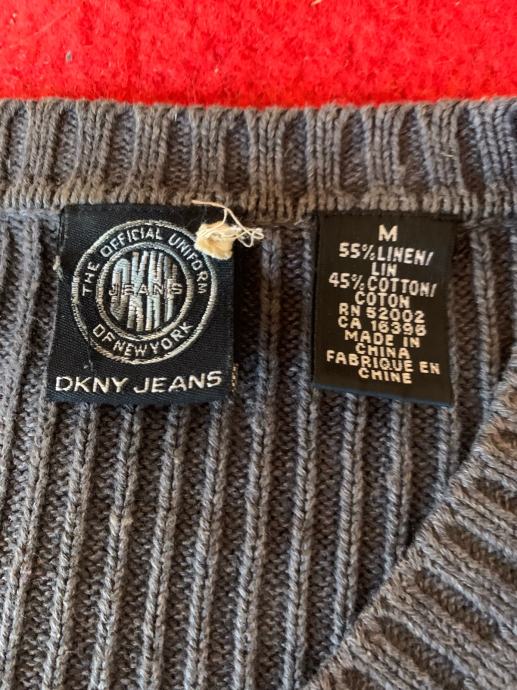 THE OFFICIAL UNIFORM
DKNY
JEANS
OF NEW YORK
DKNY JEANS
M
55% LINEN/
LIN
45% COTTON/
COTON
RN 52002
CA 16396
MADE IN
CHINA
FABRIQUE EN
CHINE